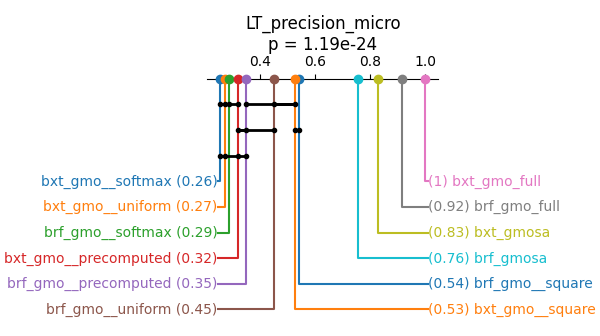 LT_precision_micro
p = 1.19e-24
0.4 0.6 0.8 1.0
bxt_gmo__softmax (0.26) (1) bxt_gmo_full
bxt_gmo__uniform (0.27) (0.92) brf_gmo_full
brf_gmo__softmax (0.29) (0.83) bxt_gmosa
bxt_gmo__precomputed (0.32) (0.76) brf_gmosa
brf_gmo__precomputed (0.35) (0.54) brf_gmo__square
brf_gmo__uniform (0.45) (0.53) bxt_gmo__square